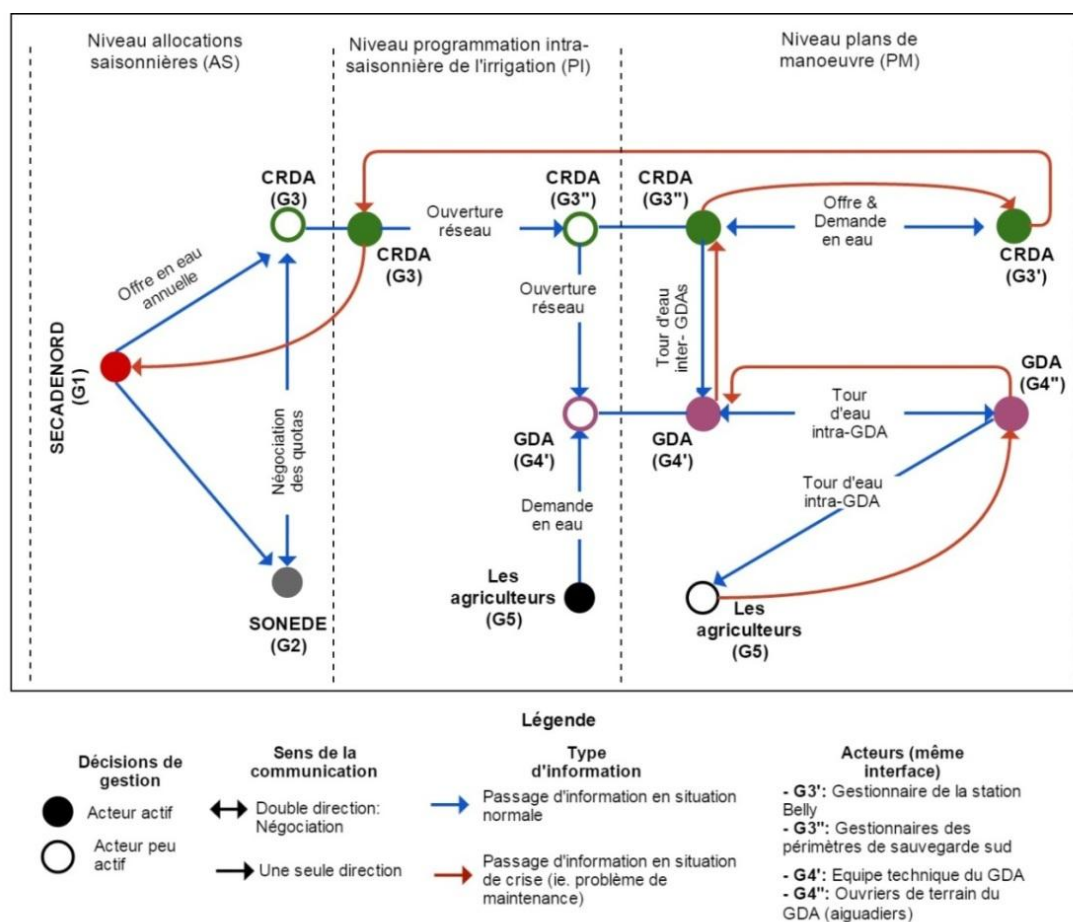 Niveau allocations
saisonnières (AS)
Niveau programmation intra-
saisonnière de l'irrigation (PI)
Niveau plans de
manoeuvre (PM)
CRDA
(G3)
CRDA
(G3")
CRDA
(G3")
Ouverture
réseau
Offre &
Demande
en eau
CRDA
(G3)
CRDA
(G3')
Offre en eau
annuelle
Ouverture
réseau
Tour d'eau
inter- GDAs
SECADENORD
(G1)
GDA
(G4")
Négociation
des quotas
GDA
(G4')
GDA
(G4')
Tour
d'eau
intra-GDA
Demande
en eau
Tour d'eau
intra-GDA
Les
agriculteurs
(G5)
SONEDE
(G2)
Les
agriculteurs
(G5)
Légende
Décisions de
gestion
Acteur actif
Acteur peu
actif
Sens de la
communication
Double direction:
Négociation
Une seule direction
Type
d'information
Passage d'information en situation
normale
Passage d'information en situation
de crise (ie. problème de
maintenance)
Acteurs (même
interface)
- G3': Gestionnaire de la station
Belly
- G3": Gestionnaires des
périmètres de sauvegarde sud
- G4': Equipe technique du GDA
- G4": Ouvriers de terrain du
GDA (aiguadiers)